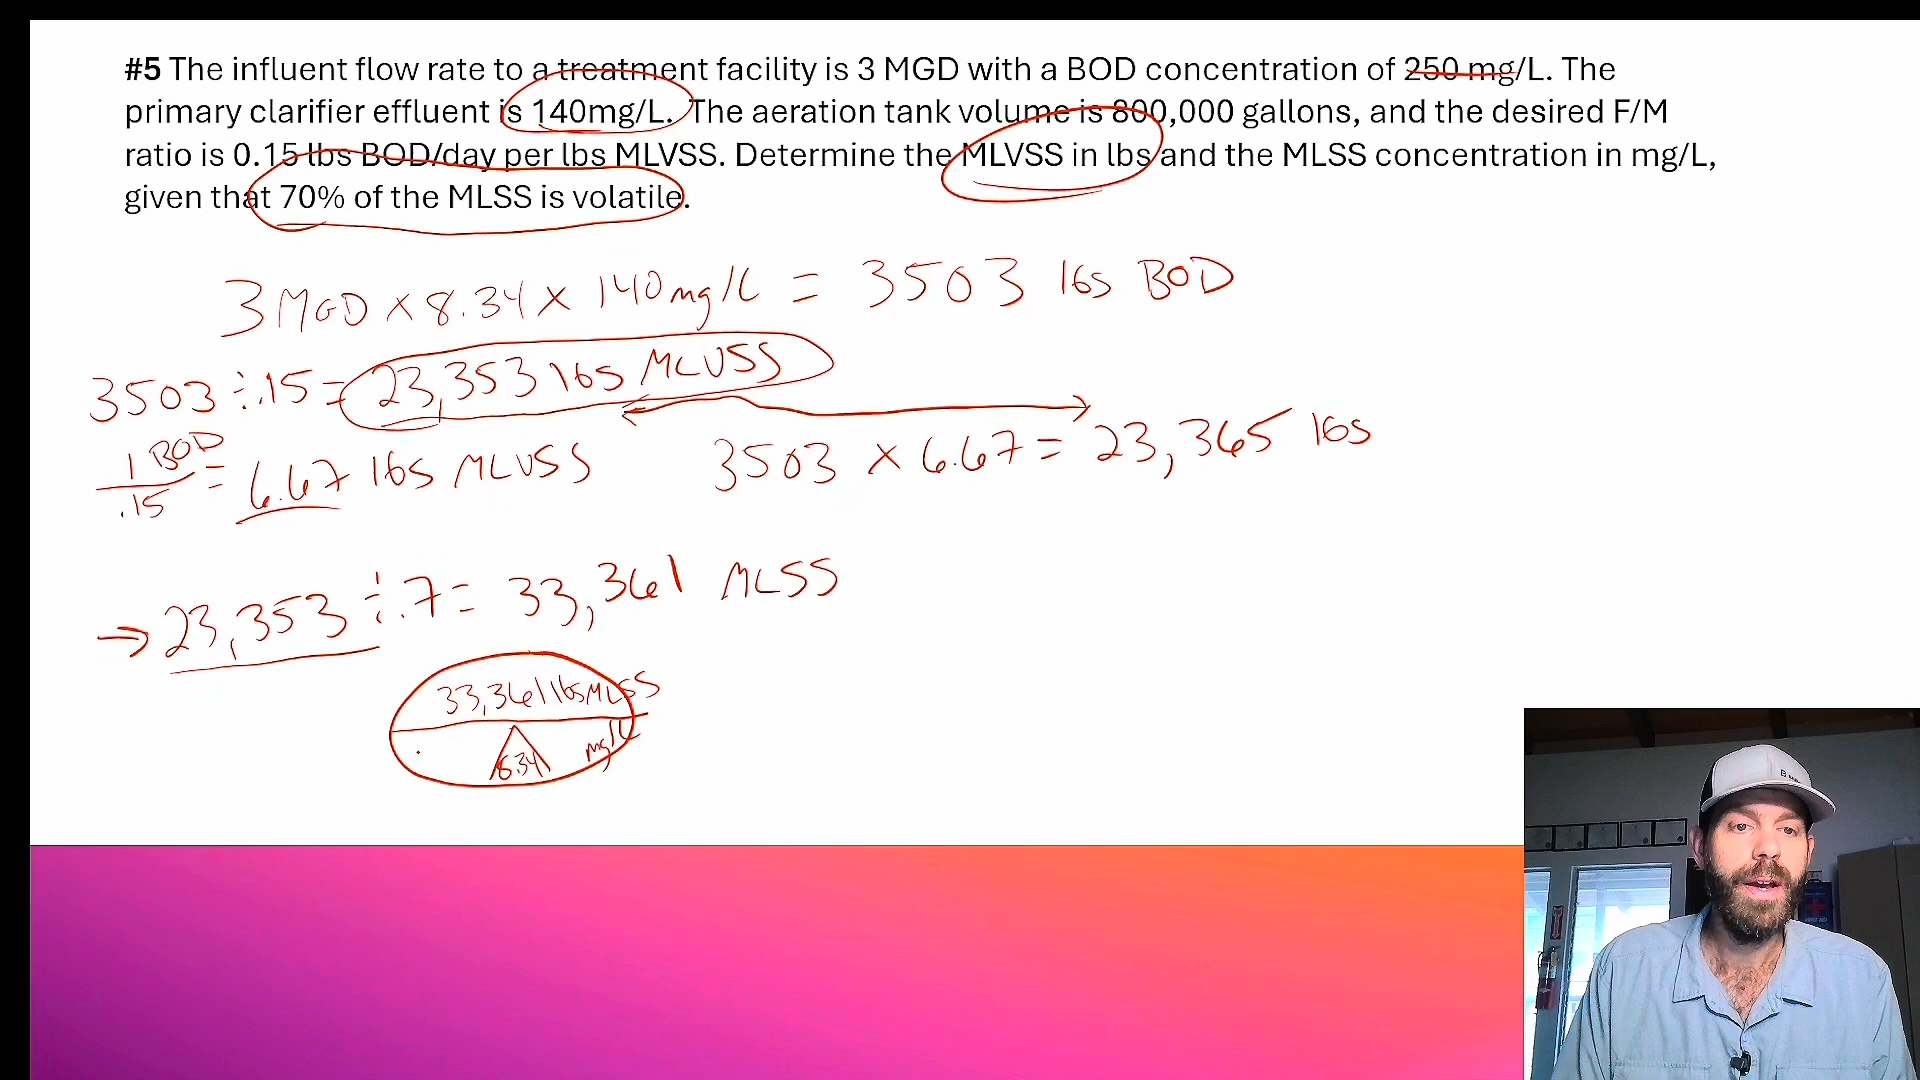 #5 The influent flow rate to a treatment facility is 3 MGD with a BOD concentration of 250 mg/L. The
primary clarifier effluent is 140mg/L. The aeration tank volume is 800,000 gallons, and the desired F/M
ratio is 0.15 lbs BOD/day per lbs MLVSS. Determine the MLVSS in lbs and the MLSS concentration in mg/L,
given that 70% of the MLSS is volatile.
3 MGD × 8.34 × 140 mg/L = 3503 lbs BOD
3503 ÷ .15 = 23,353 lbs MLVSS
1 BOD
.15
= 6.67 lbs MLVSS
3503 × 6.67 = 23,365 lbs
→ 23,353 ÷ .7 = 33,361 MLSS
33,361 lbs MLSS
8.34 mg/L